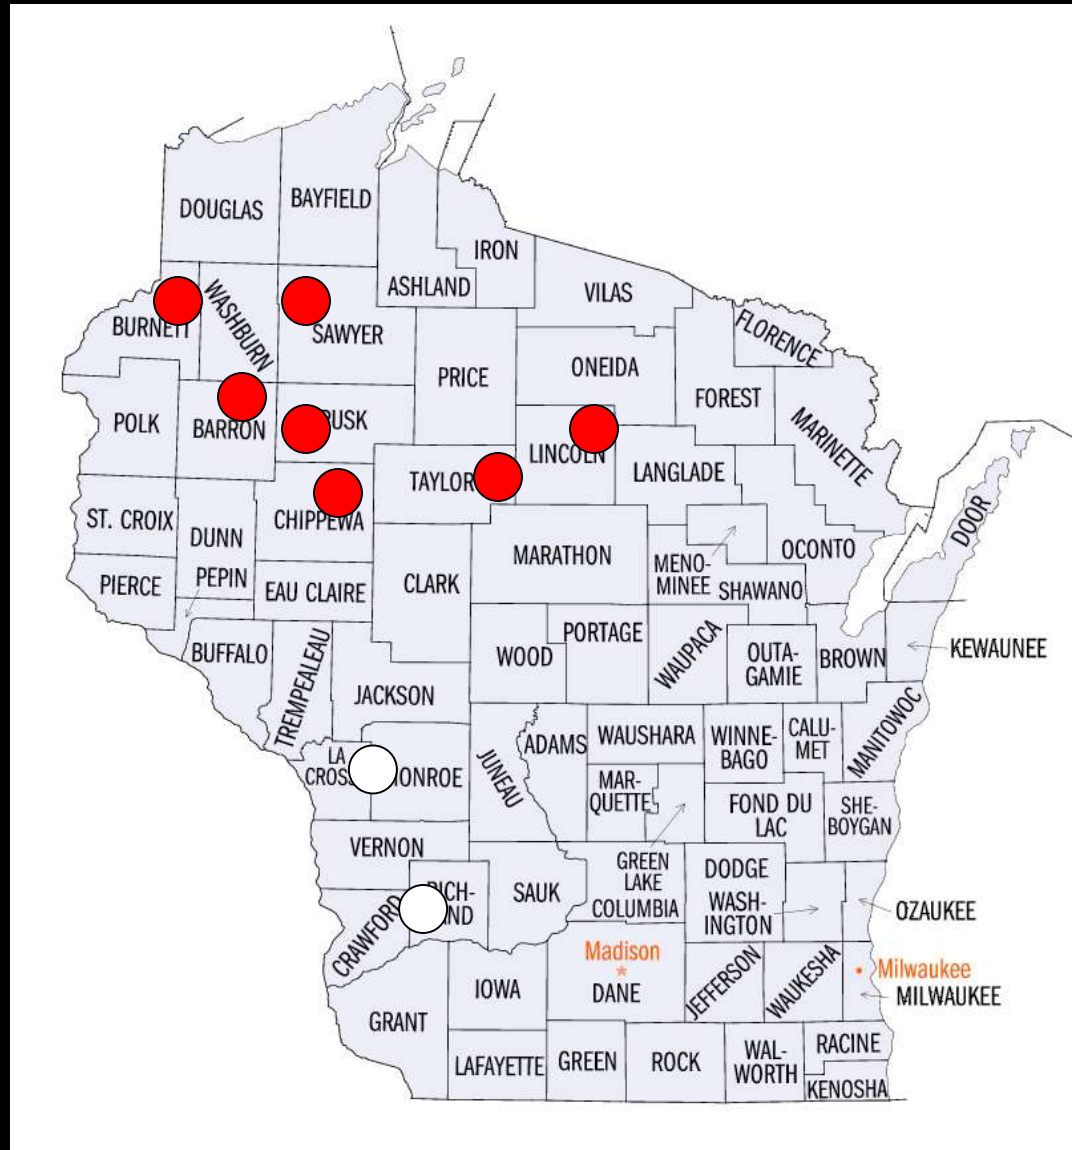 DOUGLAS
BAYFIELD
IRON
ASHLAND
VILAS
WASHBURN
SAWYER
FLORENCE
PRICE
ONEIDA
FOREST
POLK
BARRON
MARINETTE
LINCOLN
TAYLOR
LANGLADE
ST. CROIX
DUNN
CHIPPEWA
DOOR
MARATHON
OCONTO
PIERCE
PEPIN
EAU CLAIRE
CLARK
MENO-
MINEE
SHAWANO
BUFFALO
TREMPEALEAU
WOOD
PORTAGE
WAUPACA
OUTA-
GAMIE
BROWN
KEWAUNEE
JACKSON
JUNEAU
ADAMS
WAUSHARA
WINNE-
BAGO
CALU-
MET
MANITOWOC
LA
MAR-
QUETTE
FOND DU
LAC
SHE-
BOYGAN
VERNON
GREEN
LAKE
DODGE
CRAWFORD
SAUK
COLUMBIA
WASH-
INGTON
OZAUKEE
Madison
DANE
JEFFERSON
WAUKESHA
Milwaukee
MILWAUKEE
IOWA
GRANT
LAFAYETTE
GREEN
ROCK
WAL-
WORTH
RACINE
KENOSHA